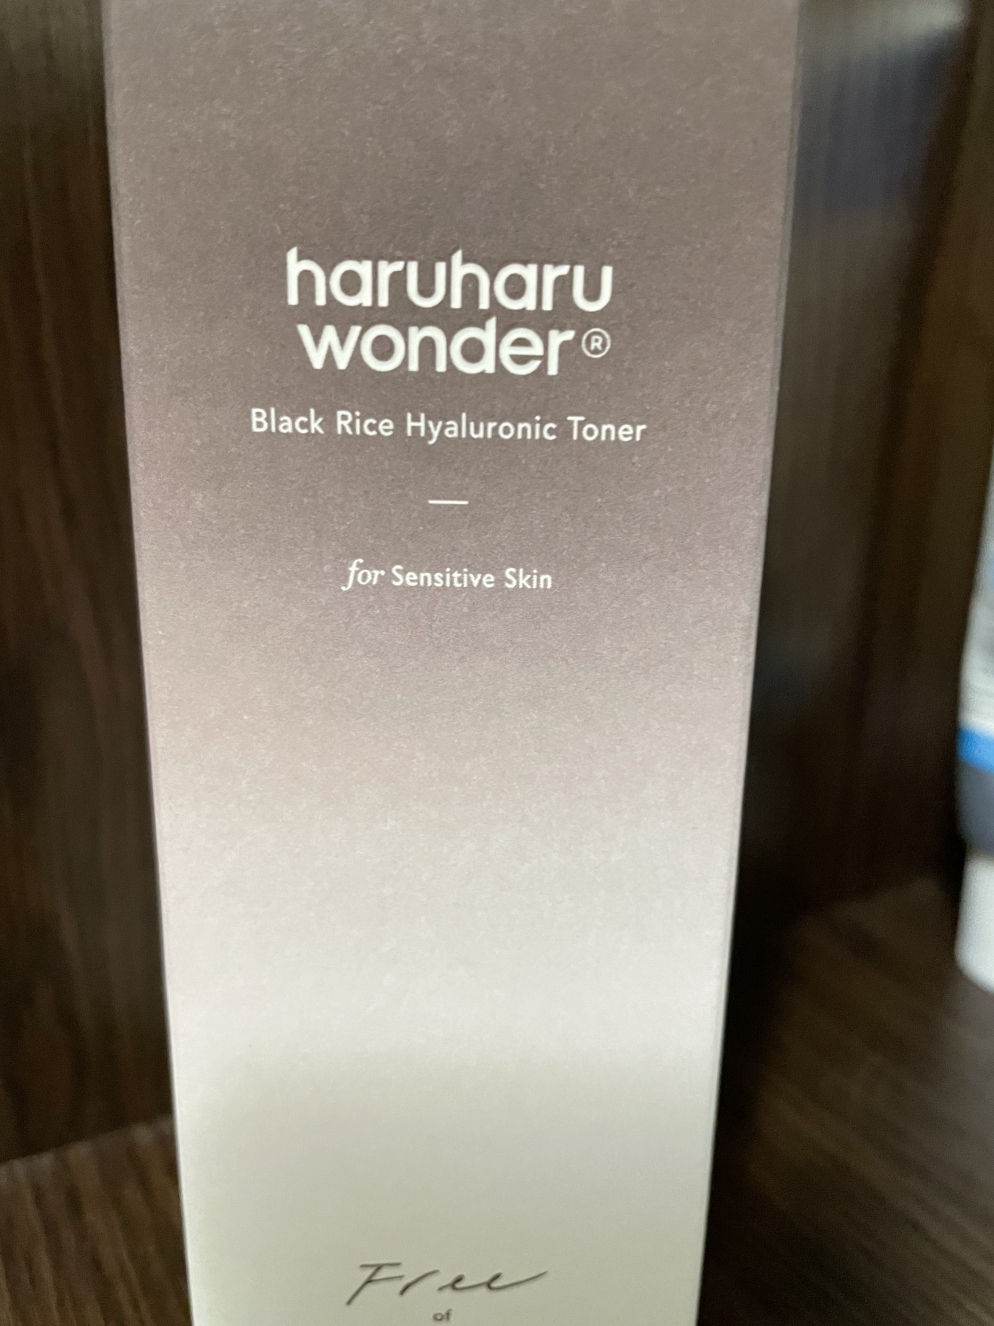 haruharu
wonder®
Black Rice Hyaluronic Toner
for Sensitive Skin
Free
of